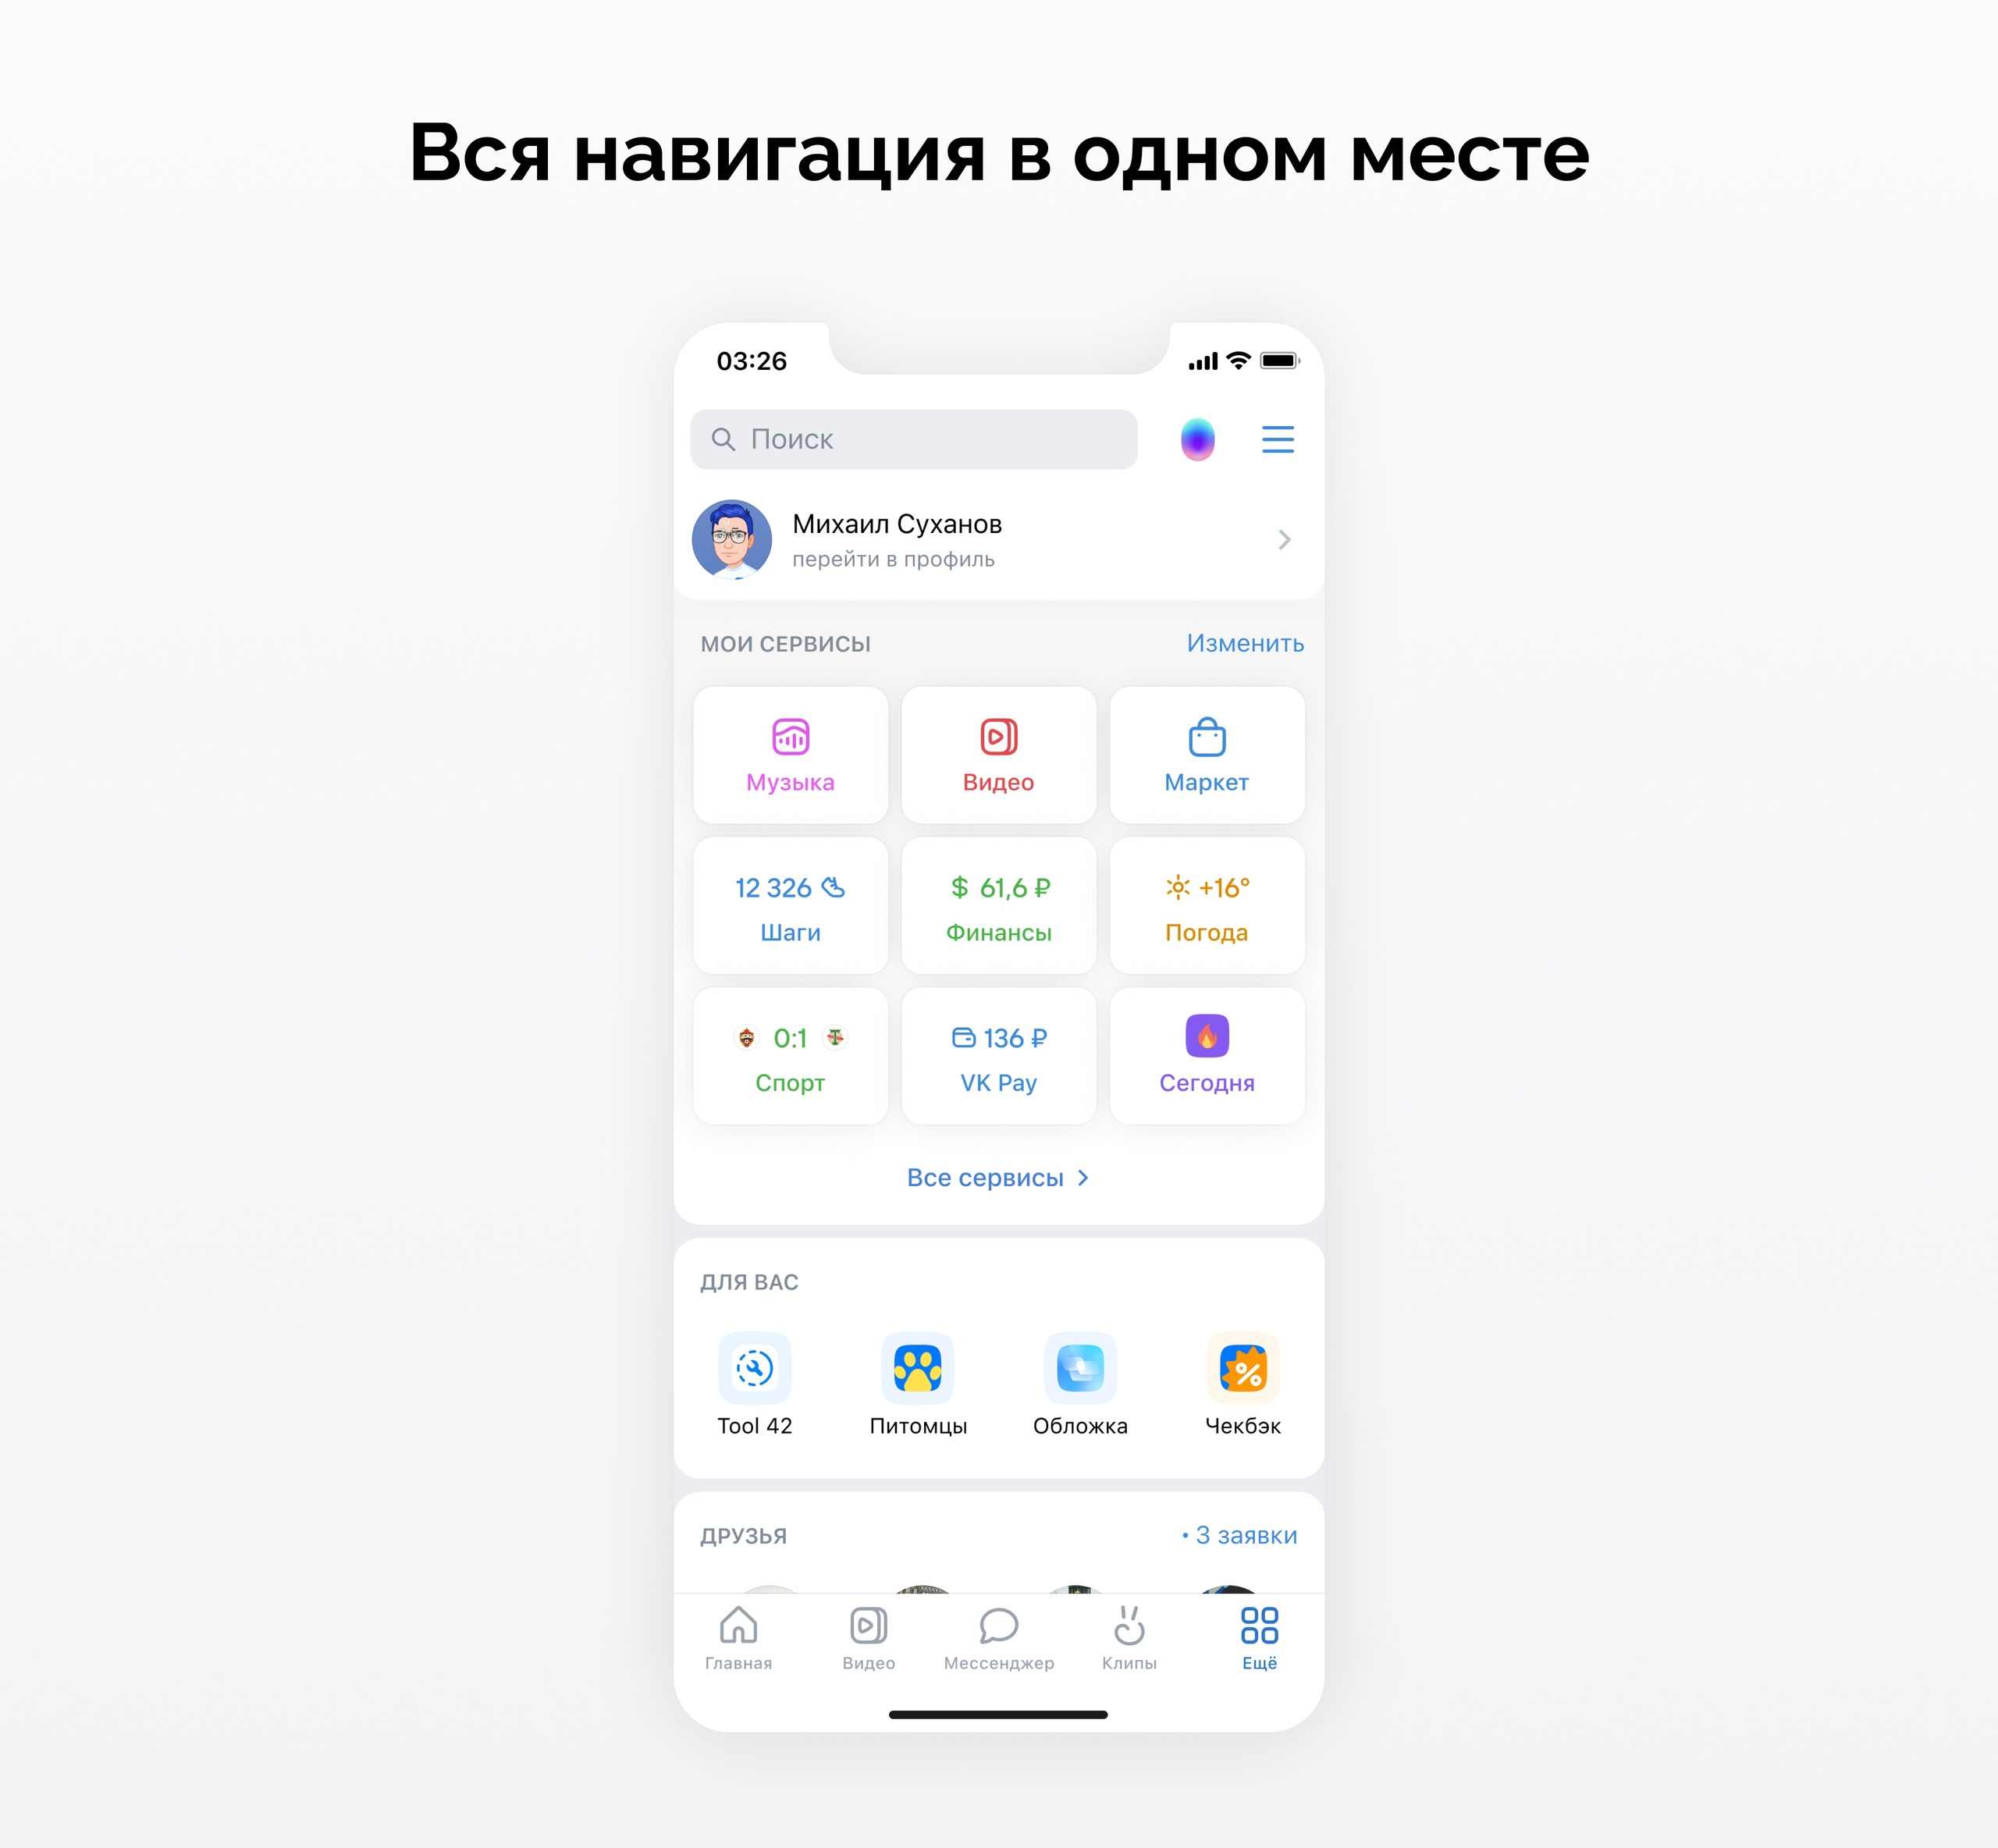 Вся навигация в одном месте
03:26
Поиск
Михаил Суханов
перейти в профиль
МОИ СЕРВИСЫ
Изменить
Музыка
Видео
Маркет
12 326
Шаги
$ 61,6 ₽
Финансы
+16°
Погода
0:1
Спорт
136 ₽
VK Pay
Сегодня
Все сервисы
ДЛЯ ВАС
Tool 42
Питомцы
Обложка
Чекбэк
ДРУЗЬЯ
• 3 заявки
Главная
Видео
Мессенджер
Клипы
Ещё